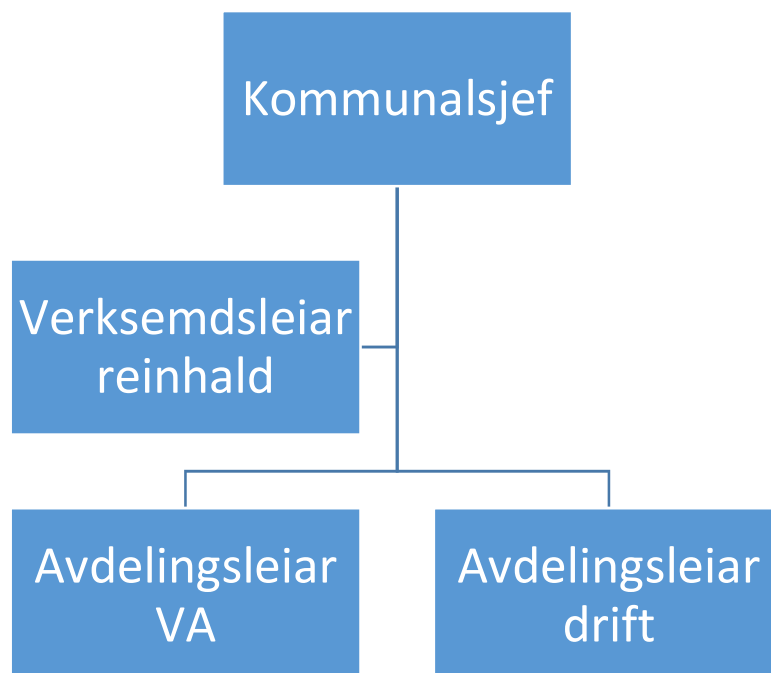 Kommunalsjef
Verksemdsleiar
reinhald
Avdelingsleiar
VA
Avdelingsleiar
drift